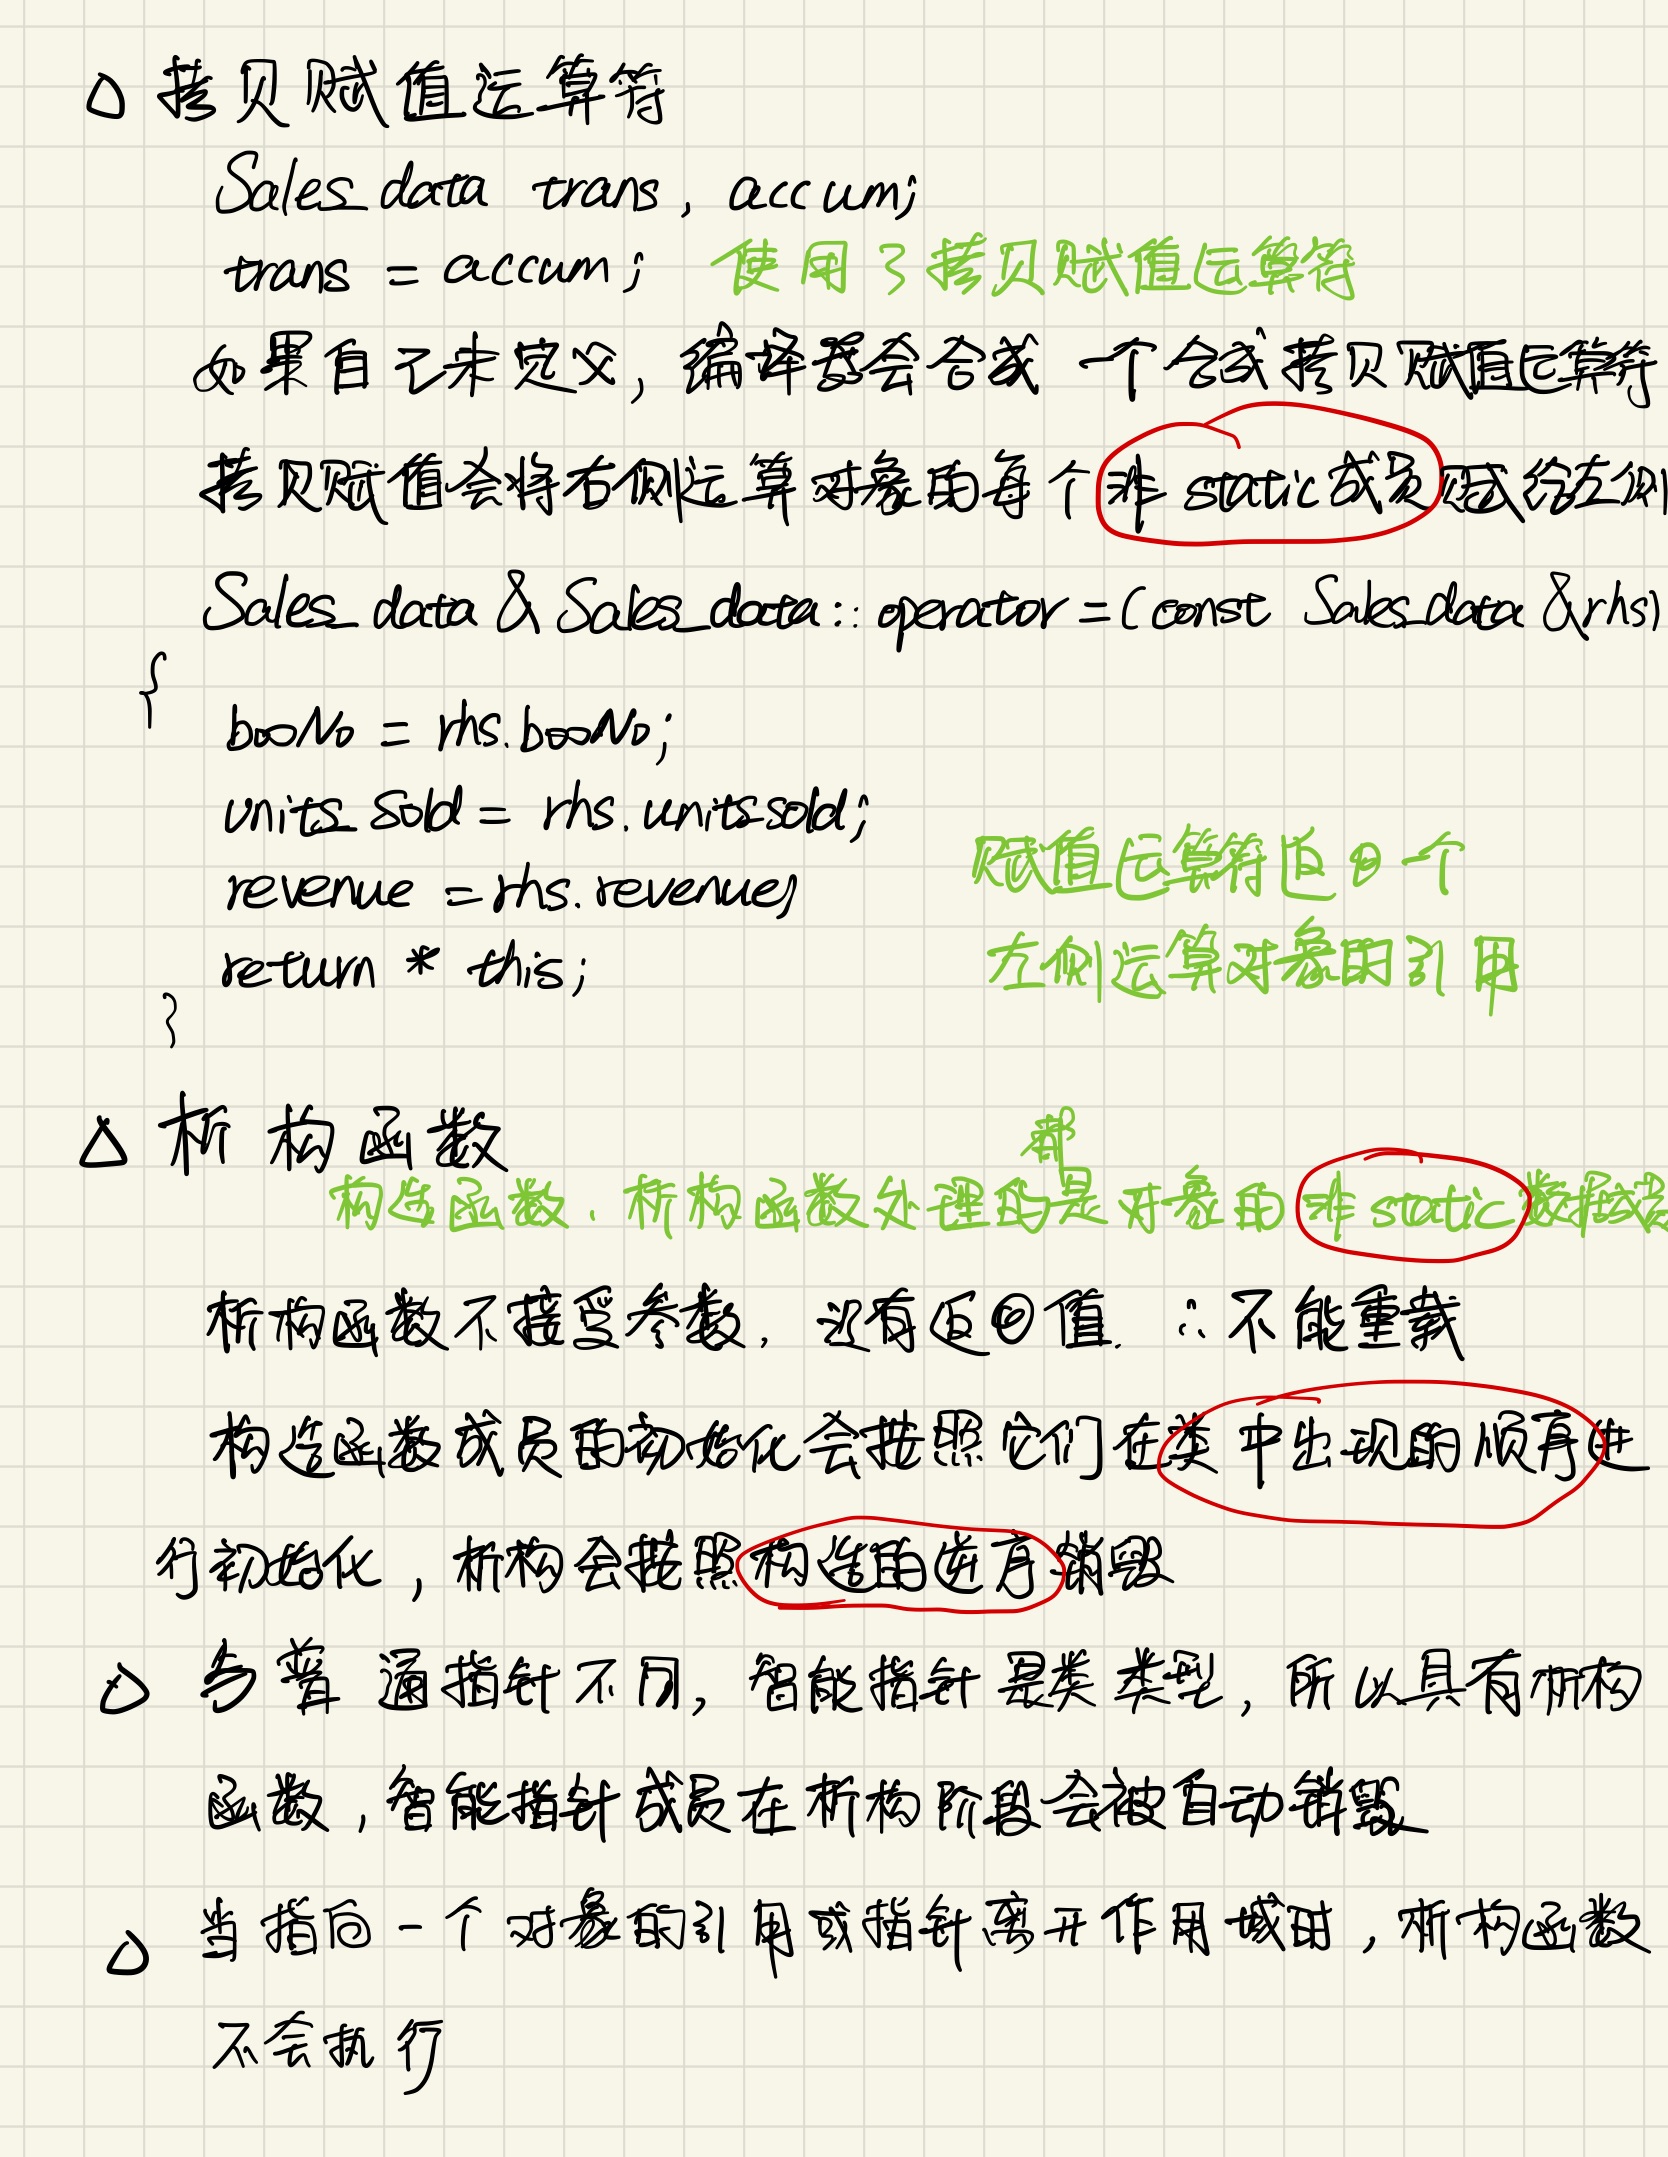 △ 拷贝赋值运算符
Sales_data trans, accum;
trans = accum; 使用了拷贝赋值运算符
如果自己未定义, 编译器会合成 一个合成拷贝赋值运算符
拷贝赋值会将右侧运算对象的每个非 static 成员赋给左侧
Sales_data & Sales_data::operator=(const Sales_data &rhs)
{
booNo = rhs.booNo;
units_sold = rhs.unitssold;
revenue = rhs.revenue;
赋值运算符返回一个
return * this;
左侧运算对象的引用
}
△ 析构函数
都
构造函数、析构函数处理的是对象的非 static 数据成员
析构函数不接受参数, 没有返回值. ∴不能重载
构造函数成员的初始化会按照它们在类中出现的顺序进
行初始化, 析构会按照构造的逆序销毁
△ 与普通指针不同, 智能指针是类类型, 所以具有析构
函数, 智能指针成员在析构阶段会被自动销毁
△ 当指向一个对象的引用或指针离开作用域时, 析构函数
不会执行